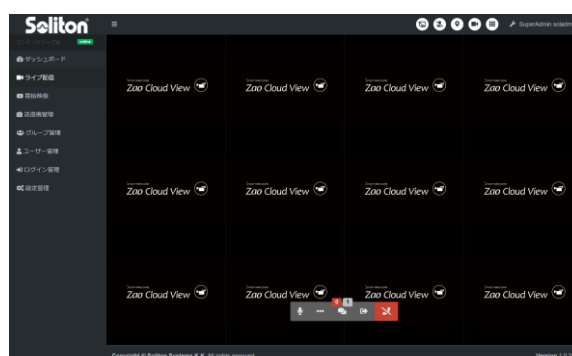 Soliton
SuperAdmin soladm
soliton
ダッシュボード
ライブ配信
蓄積映像
送信機管理
グループ管理
ユーザー管理
ログイン管理
設定管理
Zao Cloud View Zao Cloud View Zao Cloud View Zao Cloud View
Zao Cloud View Zao Cloud View Zao Cloud View Zao Cloud View
Zao Cloud View Zao Cloud View Zao Cloud View Zao Cloud View
Copyright © Soliton Systems K.K. All rights reserved.